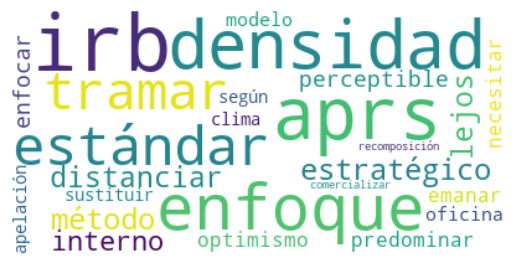 modelo
irb densidad
enfocar
tramar
según
perceptible
necesitar
lejos
clima
aprs
estándar
recomposición
distanciar
estratégico
comercializar
apelación
sustituir
enfoque
emanar
método
oficina
interno
optimismo
predominar